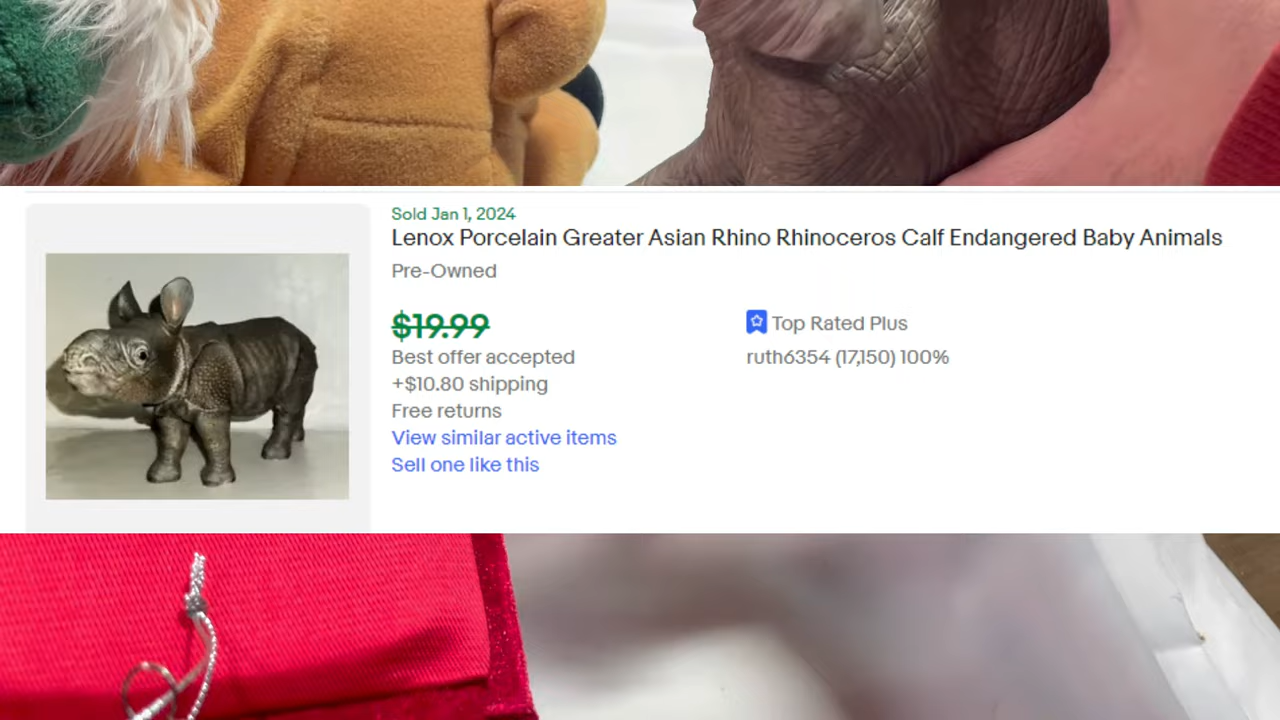 Sold Jan 1, 2024
Lenox Porcelain Greater Asian Rhino Rhinoceros Calf Endangered Baby Animals
Pre-Owned
$19.99
Best offer accepted
+$10.80 shipping
Free returns
View similar active items
Sell one like this
Top Rated Plus
ruth6354 (17,150) 100%